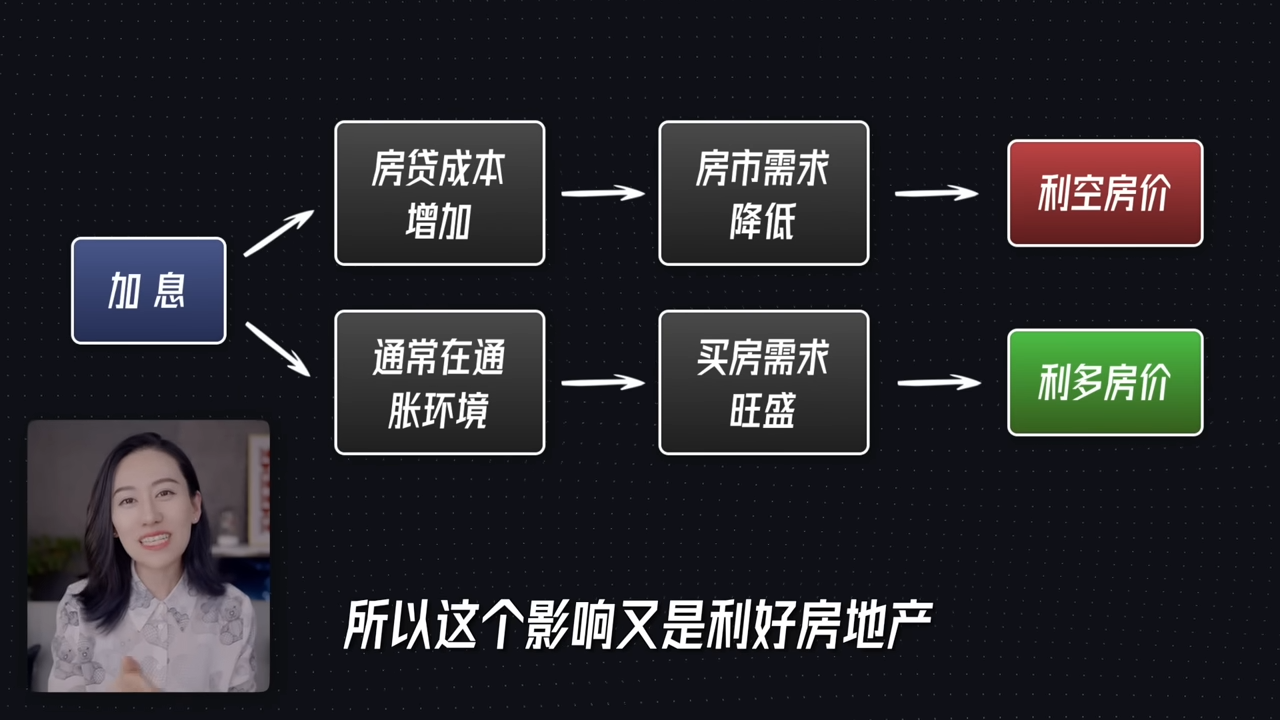 加 息
房贷成本
增加
房市需求
降低
利空房价
通常在通
胀环境
买房需求
旺盛
利多房价
所以这个影响又是利好房地产